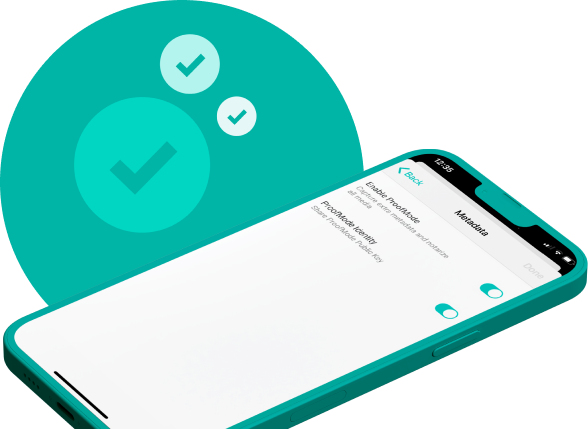 12:35
Back
Metadata
Done
Enable ProofMode
Capture extra metadata and notarize
all media
ProofMode Identity
Share ProofMode Public Key